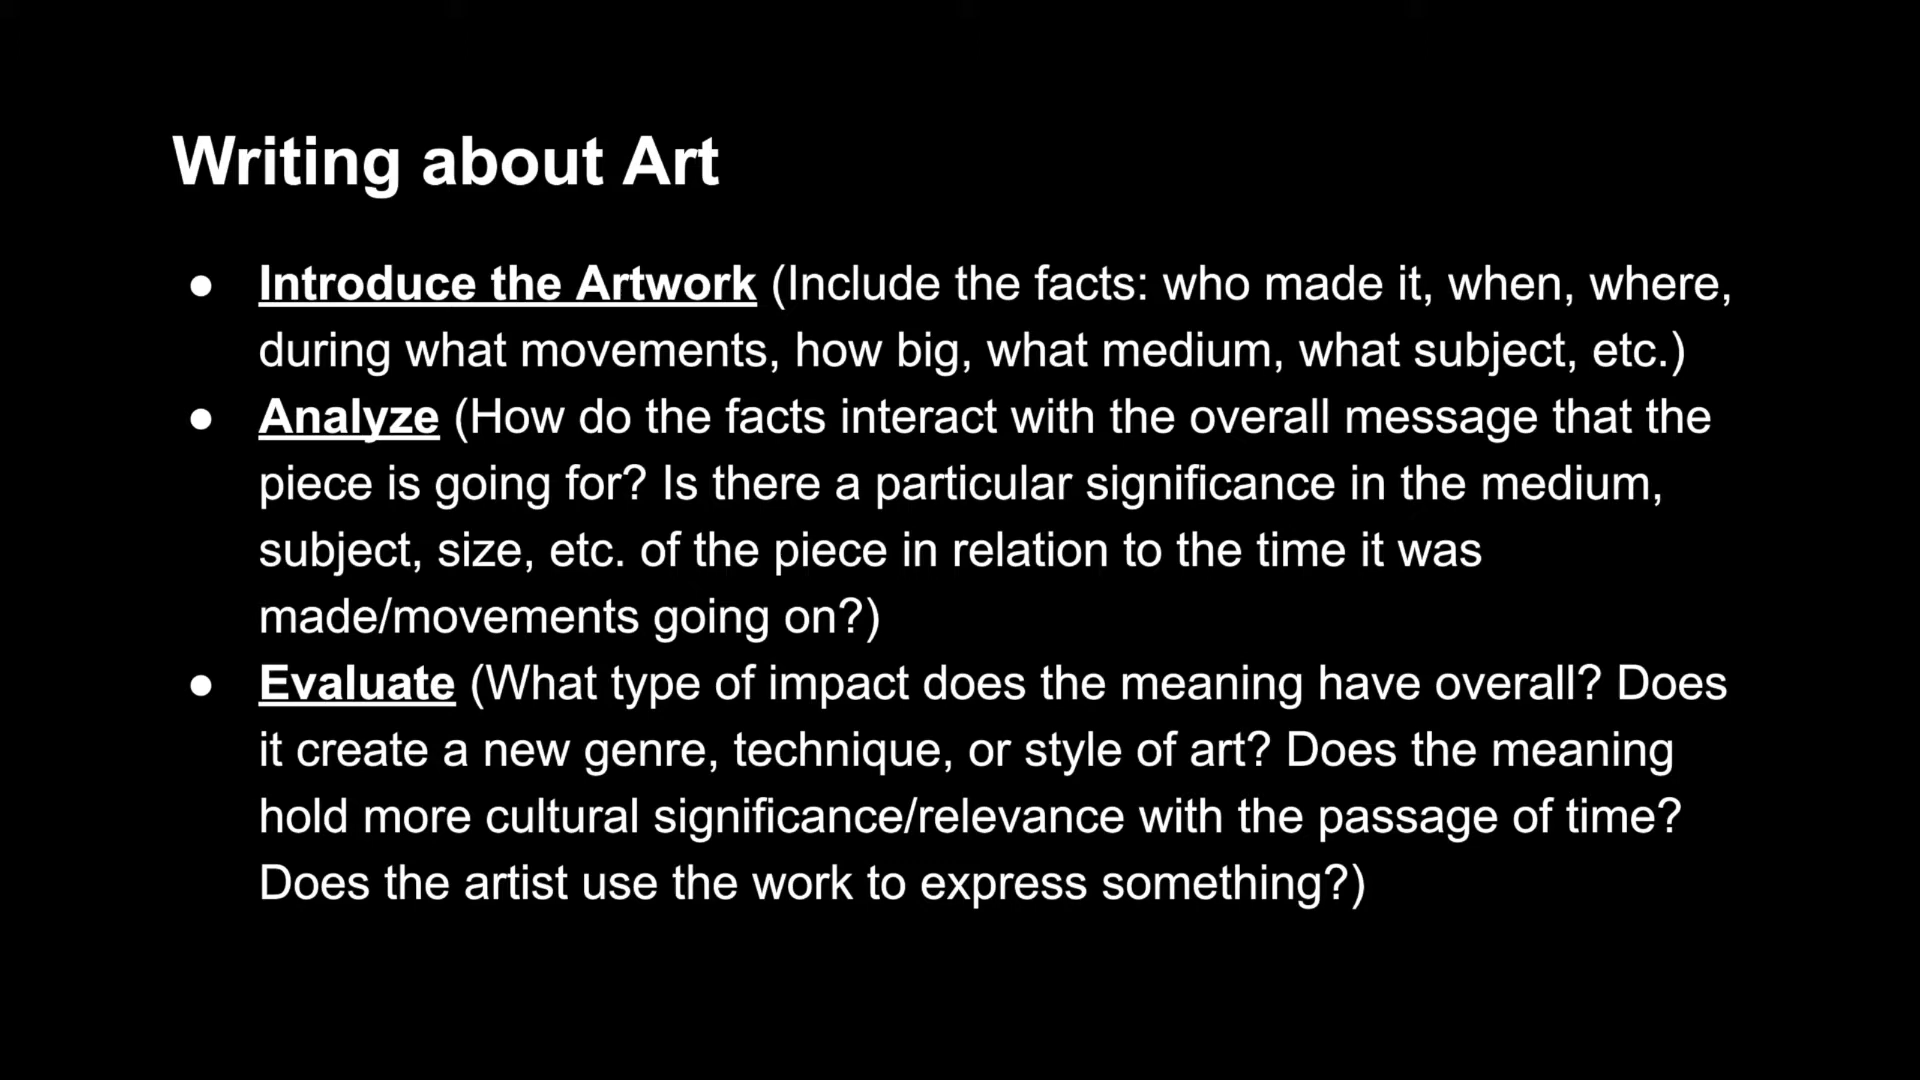 Writing about Art
● Introduce the Artwork (Include the facts: who made it, when, where,
during what movements, how big, what medium, what subject, etc.)
● Analyze (How do the facts interact with the overall message that the
piece is going for? Is there a particular significance in the medium,
subject, size, etc. of the piece in relation to the time it was
made/movements going on?)
● Evaluate (What type of impact does the meaning have overall? Does
it create a new genre, technique, or style of art? Does the meaning
hold more cultural significance/relevance with the passage of time?
Does the artist use the work to express something?)